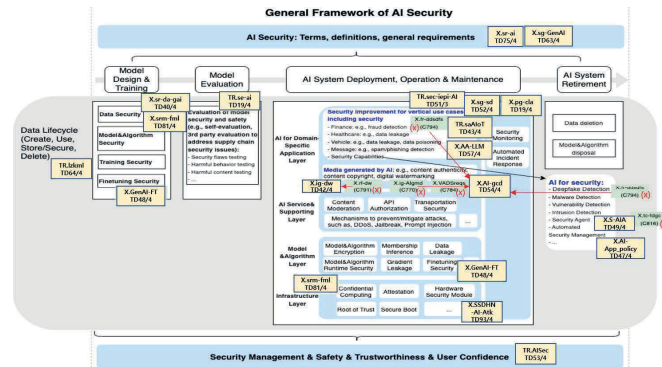 General Framework of AI Security
AI Security: Terms, definitions, general requirements
X.sr-ai
TD75/4
X.sg-GenAI
TD63/4
Model
Design &
Training
Model
Evaluation
AI System Deployment, Operation & Maintenance
AI System
Retirement
Data Lifecycle
(Create, Use,
Store/Secure,
Delete)
X.sr-da-gai
TD40/4
X.srm-fml
TD81/4
Data Security
Model&Algorithm
Security
Training Security
Finetuning Security
X.GenAI-FT
TD48/4
TR.se-ai
TD19/4
Evaluation of model
security and safety
(e.g., self-evaluation,
3rd party evaluation
to address supply
chain security issues)
- Security flaws testing
- Harmful behavior testing
- Harmful content testing
...
TD64/4
AI for Domain-
Specific
Application
Layer
TR.sec-iepi-AI
TD51/3
Security improvement for vertical use cases
including security
- Finance: e.g., fraud detection
- Healthcare: e.g., data leakage
- Vehicle: e.g., data leakage, data poisoning
- Message: e.g., spam/phishing detection
- Security Capabilities
(C794) (X)
TR.saAIoT
TD43/4
X.AA-LLM
TD57/4
X.sg-sd
TD52/4
X.pg-cla
TD19/4
Security
Monitoring
Automated
Incident
Response
Media generated by AI: e.g., content authenticity,
content copyright, digital watermarking
X.ig-dw
TD42/4
X.rf-dw
(C791) (X)
X.ig-AIgmd
(C770) (X)
X.VADSreqs
(C784) (X)
X.AI-gcd
TD54/4
AI Service&
Supporting
Layer
Content
Moderation
API
Authorization
Transportation
Security
Mechanisms to prevent/mitigate attacks,
such as, DDoS, Jailbreak, Prompt Injection
...
Model
&Algorithm
Layer
Model&Algorithm
Encryption
Membership
Inference
Data
Leakage
Model&Algorithm
Runtime Security
Gradient
Leakage
Finetuning
Security
X.GenAI-FT
TD48/4
X.srm-fml
TD81/4
Infrastructure
Layer
Confidential
Computing
Attestation
Hardware
Security Module
Root of Trust
Secure Boot
...
X.SSDHN
-AI-Atk
TD93/4
Data deletion
Model&Algorithm
disposal
AI for security:
- Deepfake Detection
- Malware Detection
- Vulnerability Detection
- Intrusion Detection
- Security Agent
- Automated
Security Management
- ...
(C794) (X)
(C816) (X)
X.S-AIA
TD49/4
X.AI-
App_policy
TD47/4
Security Management & Safety & Trustworthiness & User Confidence
TR.AISec
TD53/4